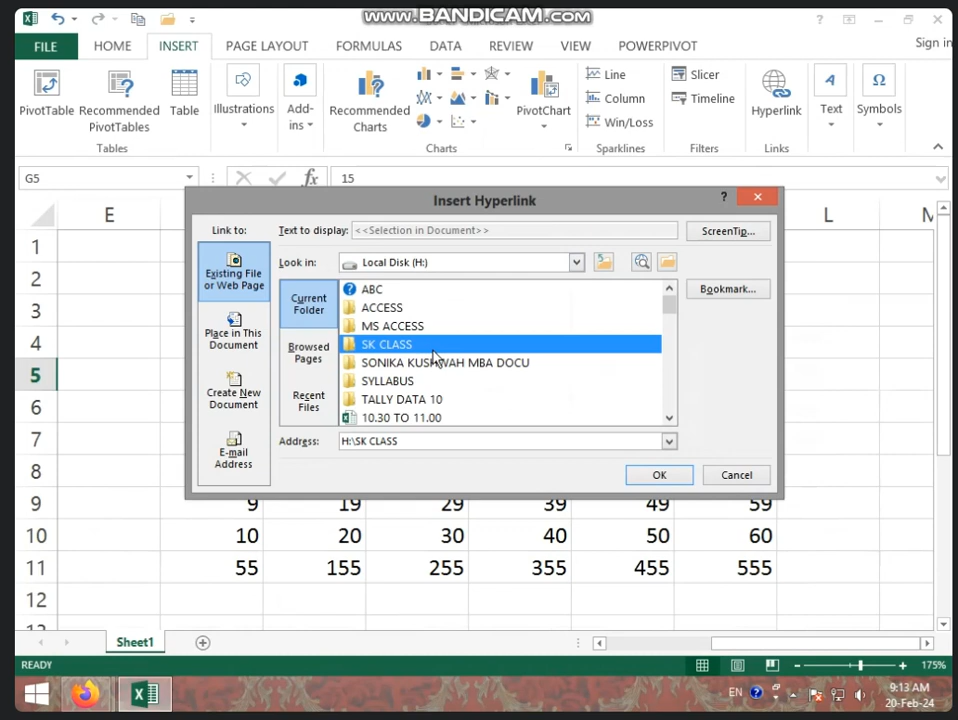 www.BANDICAM.com
?
FILE HOME INSERT PAGE LAYOUT FORMULAS DATA REVIEW VIEW POWERPIVOT Sign in
PivotTable Recommended PivotTables Table Illustrations Add-ins Recommended Charts PivotChart Line Column Win/Loss Slicer Timeline Hyperlink Text Symbols
Tables Charts Sparklines Filters Links
G5 fx 15
E L M
Insert Hyperlink ?
Link to: Text to display: <<Selection in Document>> ScreenTip...
Existing File or Web Page
Look in: Local Disk (H:)
Current Folder
ABC
Bookmark...
ACCESS
MS ACCESS
Place in This Document
SK CLASS
Browsed Pages
SONIKA KUSHWAH MBA DOCU
SYLLABUS
Create New Document
Recent Files
TALLY DATA 10
10.30 TO 11.00
E-mail Address
Address: H:\SK CLASS
OK Cancel
1
2
3
4
5
6
7
8
9 9 19 29 39 49 59
10 10 20 30 40 50 60
11 55 155 255 355 455 555
12
Sheet1
READY 175%
EN 9:13 AM
20-Feb-24